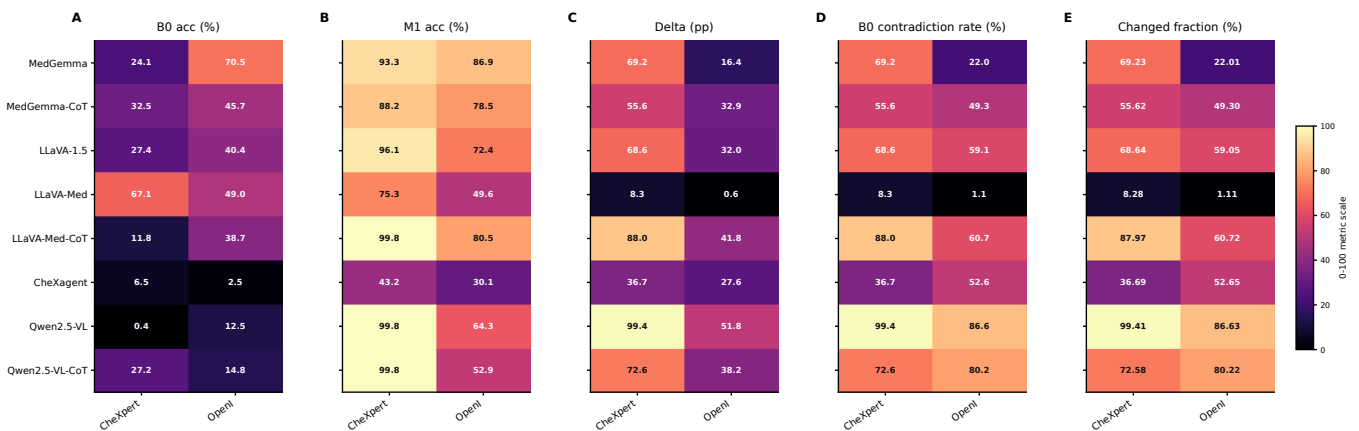 A B C D E
B0 acc (%) M1 acc (%) Delta (pp) B0 contradiction rate (%) Changed fraction (%)
MedGemma 24.1 70.5 93.3 86.9 69.2 16.4 69.2 22.0 69.23 22.01
MedGemma-CoT 32.5 45.7 88.2 78.5 55.6 32.9 55.6 49.3 55.62 49.30
LLaVA-1.5 27.4 40.4 96.1 72.4 68.6 32.0 68.6 59.1 68.64 59.05
LLaVA-Med 67.1 49.0 75.3 49.6 8.3 0.6 8.3 1.1 8.28 1.11
LLaVA-Med-CoT 11.8 38.7 99.8 80.5 88.0 41.8 88.0 60.7 87.97 60.72
CheXagent 6.5 2.5 43.2 30.1 36.7 27.6 36.7 52.6 36.69 52.65
Qwen2.5-VL 0.4 12.5 99.8 64.3 99.4 51.8 99.4 86.6 99.41 86.63
Qwen2.5-VL-CoT 27.2 14.8 99.8 52.9 72.6 38.2 72.6 80.2 72.58 80.22
CheXpert OpenI CheXpert OpenI CheXpert OpenI CheXpert OpenI CheXpert OpenI
100
80
60
40
20
0
0-100 metric scale